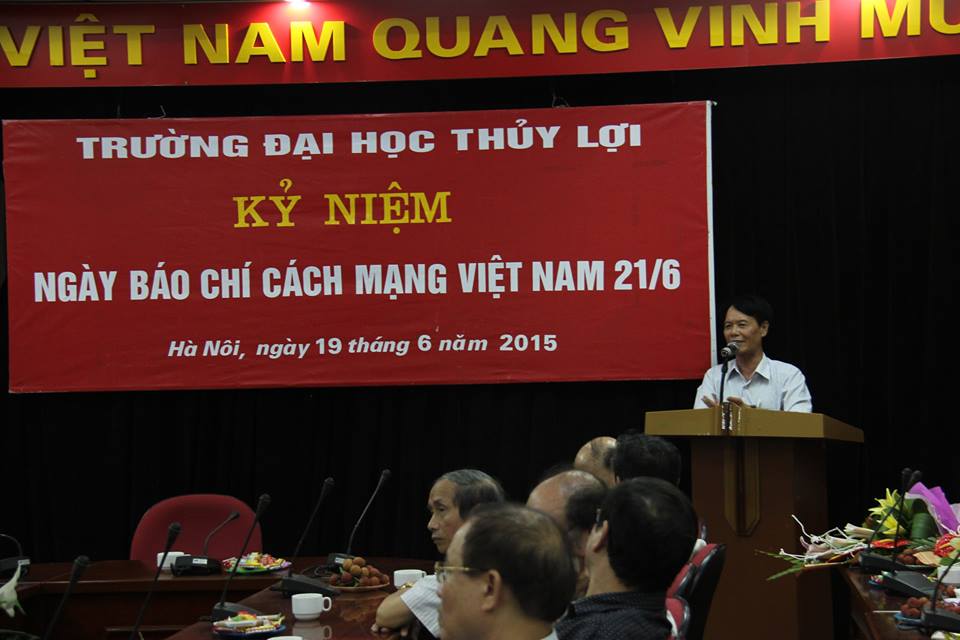 VIỆT NAM QUANG VINH MU
TRƯỜNG ĐẠI HỌC THỦY LỢI
KỶ NIỆM
NGÀY BÁO CHÍ CÁCH MẠNG VIỆT NAM 21/6
Hà Nôi, ngày 19 tháng 6 năm 2015